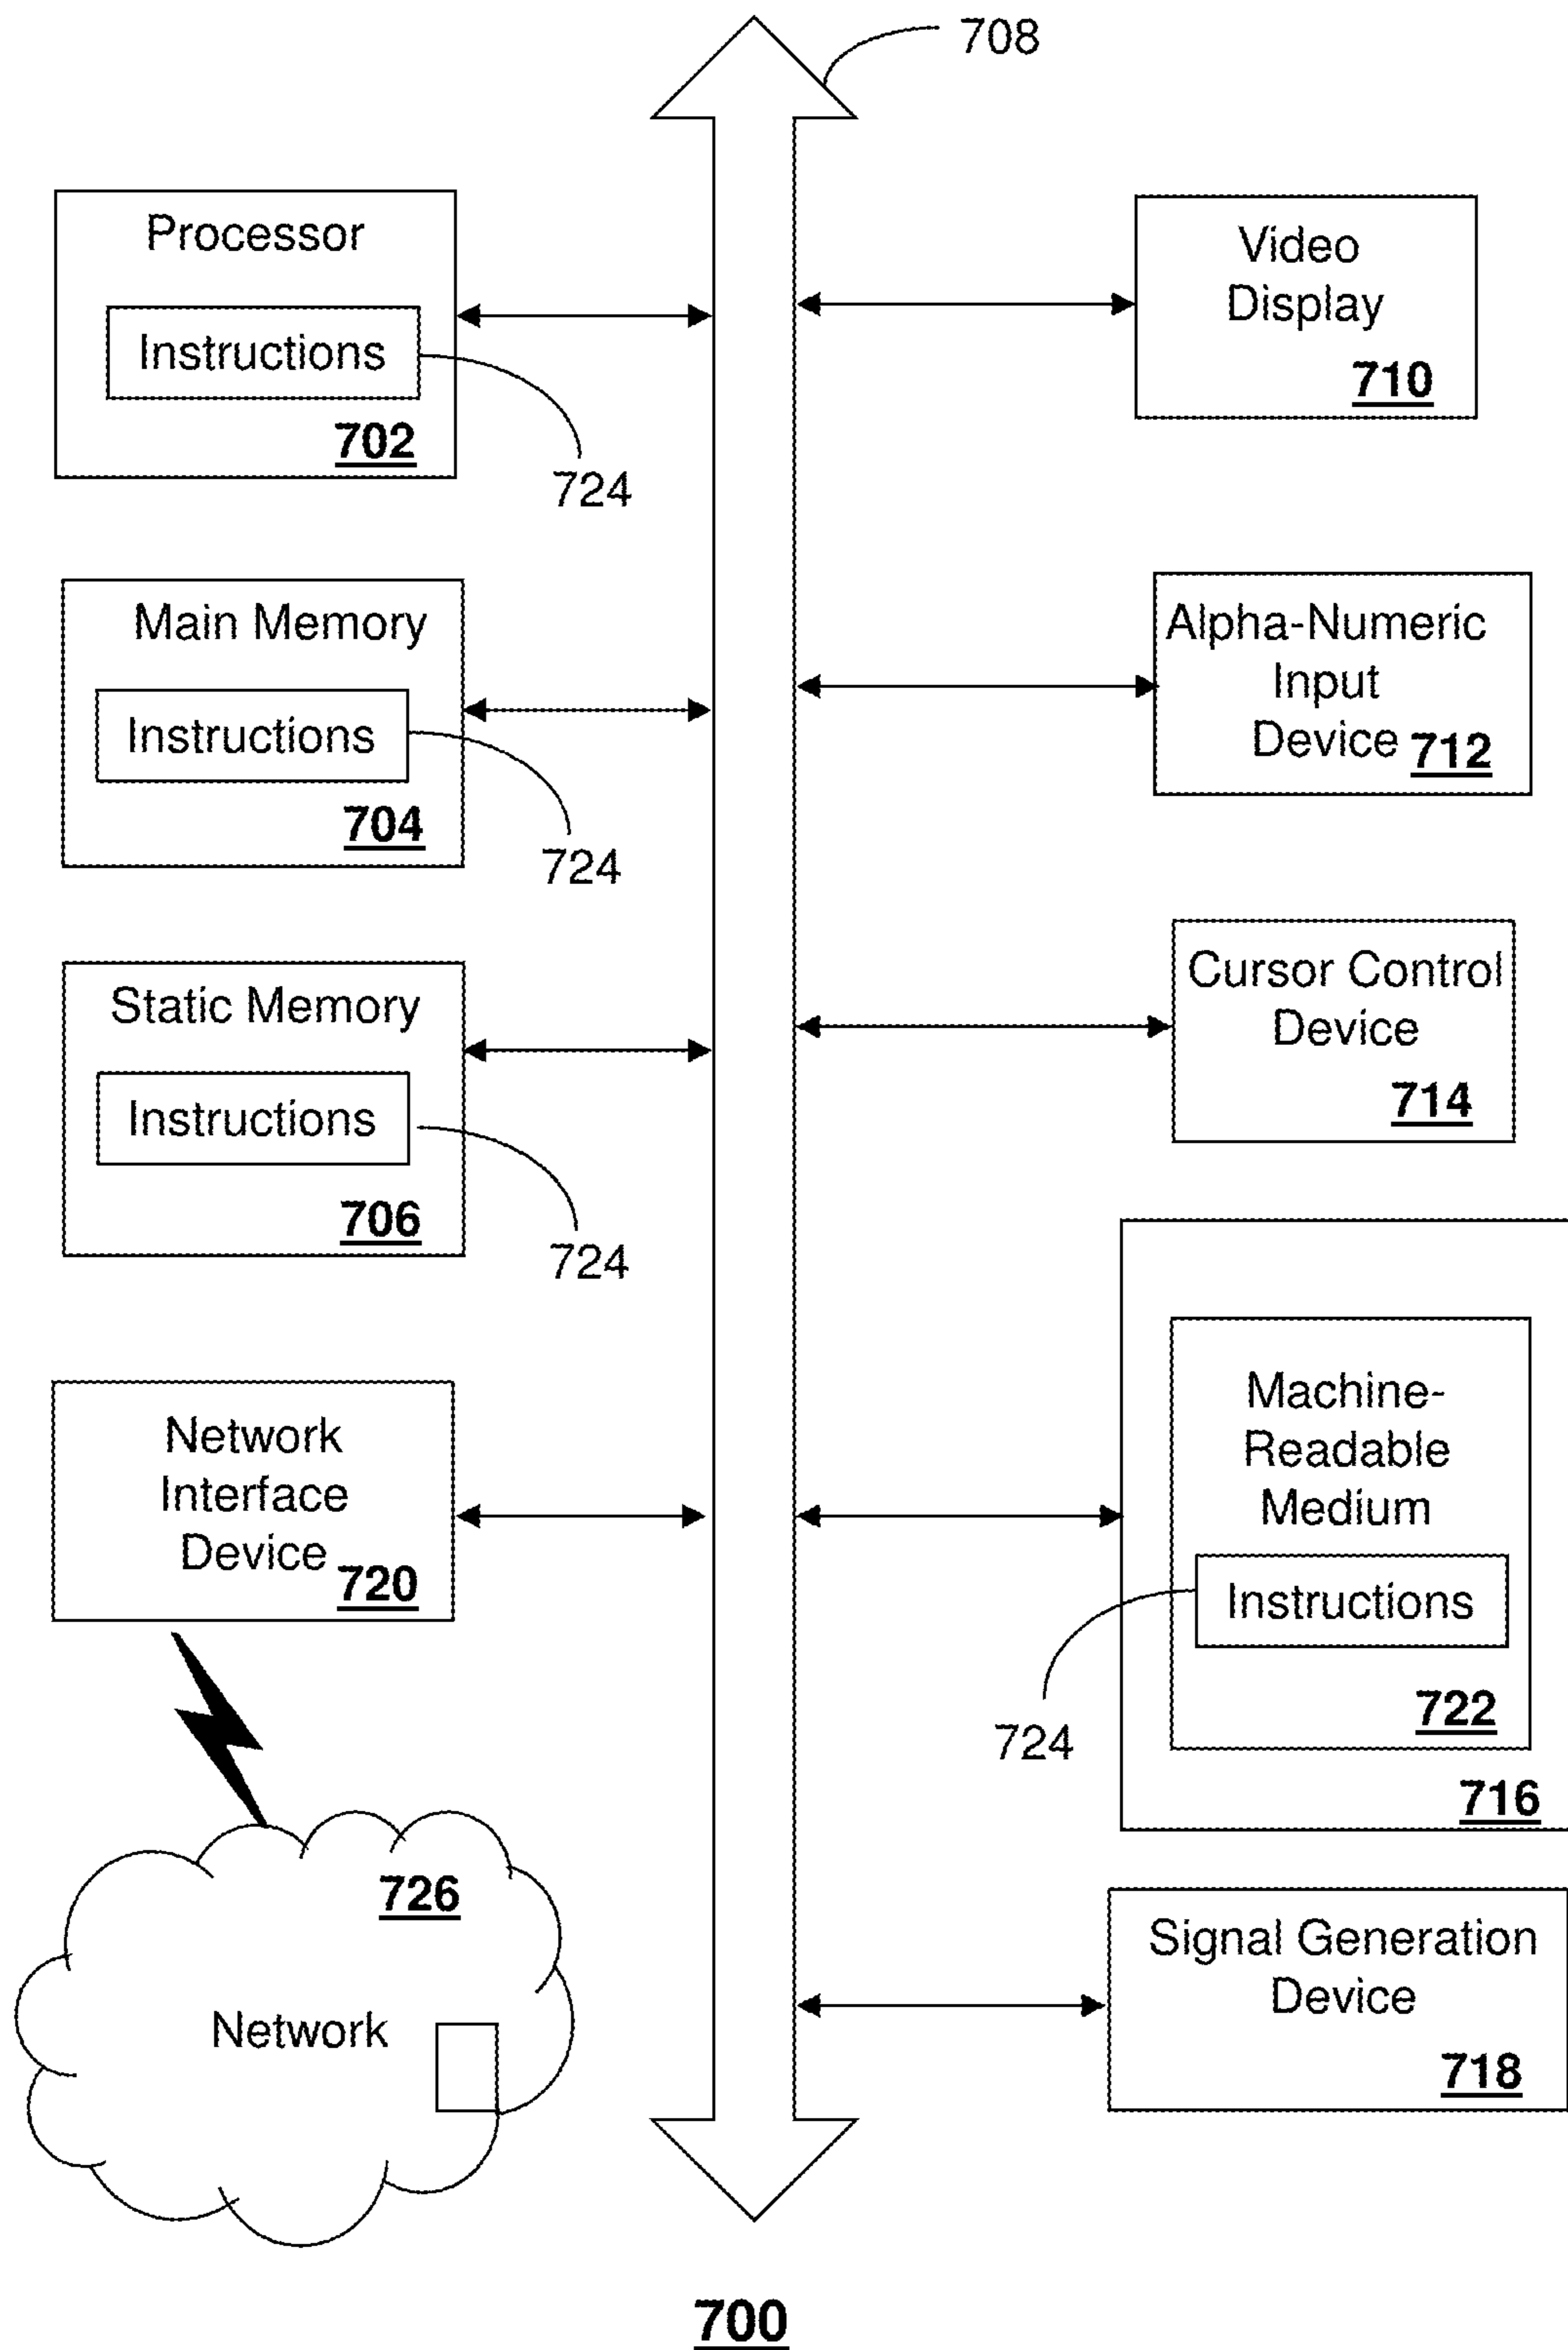 708
Processor
Instructions
702
724
Main Memory
Instructions
704
724
Static Memory
Instructions
706
724
Network
Interface
Device
720
726
Network
Video
Display
710
Alpha-Numeric
Input
Device 712
Cursor Control
Device
714
Machine-
Readable
Medium
Instructions
722
724
716
Signal Generation
Device
718
700